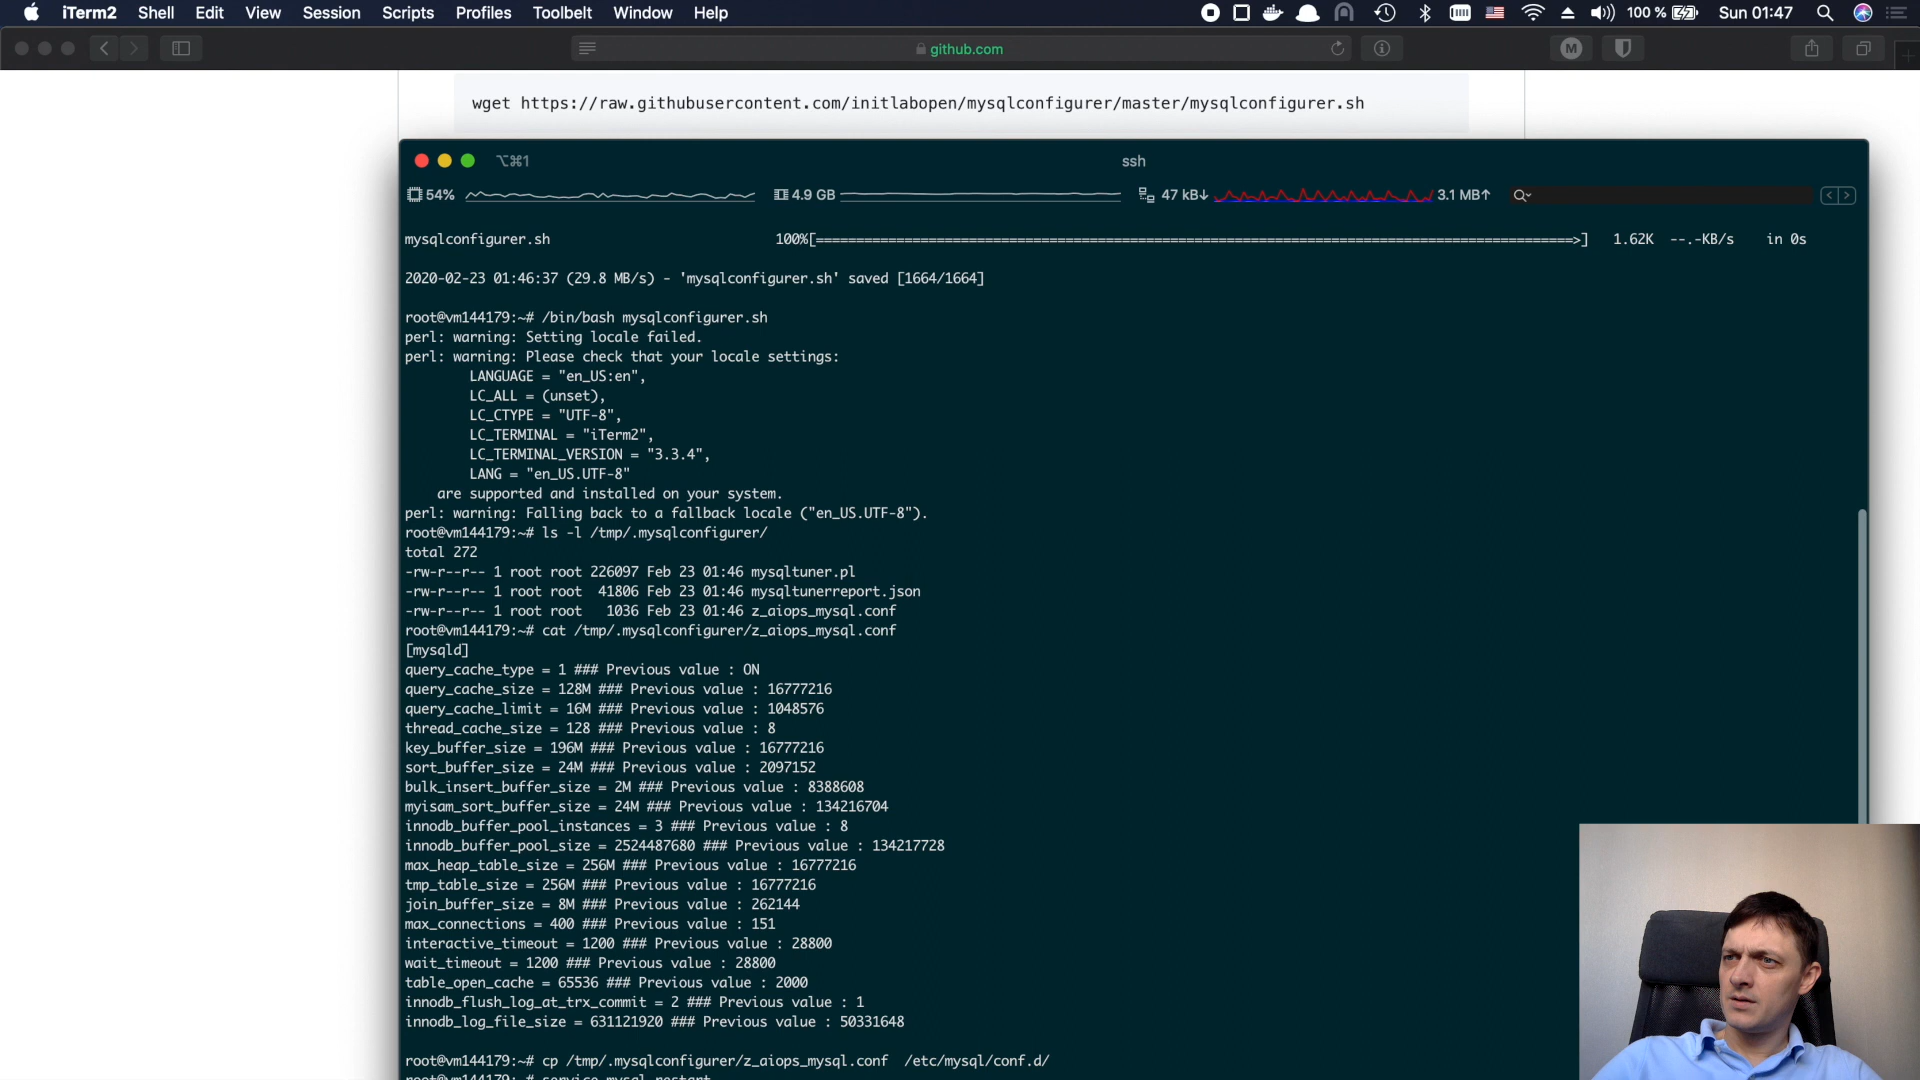 iTerm2 Shell Edit View Session Scripts Profiles Toolbelt Window Help 100 % Sun 01:47
github.com M
wget https://raw.githubusercontent.com/initlabopen/mysqlconfigurer/master/mysqlconfigurer.sh
⌥⌘1 ssh
54% 4.9 GB 47 kB↓ 3.1 MB↑
mysqlconfigurer.sh 100%[==============================================================================================>] 1.62K --.-KB/s in 0s
2020-02-23 01:46:37 (29.8 MB/s) - 'mysqlconfigurer.sh' saved [1664/1664]
root@vm144179:~# /bin/bash mysqlconfigurer.sh
perl: warning: Setting locale failed.
perl: warning: Please check that your locale settings:
LANGUAGE = "en_US:en",
LC_ALL = (unset),
LC_CTYPE = "UTF-8",
LC_TERMINAL = "iTerm2",
LC_TERMINAL_VERSION = "3.3.4",
LANG = "en_US.UTF-8"
are supported and installed on your system.
perl: warning: Falling back to a fallback locale ("en_US.UTF-8").
root@vm144179:~# ls -l /tmp/.mysqlconfigurer/
total 272
-rw-r--r-- 1 root root 226097 Feb 23 01:46 mysqltuner.pl
-rw-r--r-- 1 root root  41806 Feb 23 01:46 mysqltunerreport.json
-rw-r--r-- 1 root root   1036 Feb 23 01:46 z_aiops_mysql.conf
root@vm144179:~# cat /tmp/.mysqlconfigurer/z_aiops_mysql.conf
[mysqld]
query_cache_type = 1 ### Previous value : ON
query_cache_size = 128M ### Previous value : 16777216
query_cache_limit = 16M ### Previous value : 1048576
thread_cache_size = 128 ### Previous value : 8
key_buffer_size = 196M ### Previous value : 16777216
sort_buffer_size = 24M ### Previous value : 2097152
bulk_insert_buffer_size = 2M ### Previous value : 8388608
myisam_sort_buffer_size = 24M ### Previous value : 134216704
innodb_buffer_pool_instances = 3 ### Previous value : 8
innodb_buffer_pool_size = 2524487680 ### Previous value : 134217728
max_heap_table_size = 256M ### Previous value : 16777216
tmp_table_size = 256M ### Previous value : 16777216
join_buffer_size = 8M ### Previous value : 262144
max_connections = 400 ### Previous value : 151
interactive_timeout = 1200 ### Previous value : 28800
wait_timeout = 1200 ### Previous value : 28800
table_open_cache = 65536 ### Previous value : 2000
innodb_flush_log_at_trx_commit = 2 ### Previous value : 1
innodb_log_file_size = 631121920 ### Previous value : 50331648
root@vm144179:~# cp /tmp/.mysqlconfigurer/z_aiops_mysql.conf  /etc/mysql/conf.d/
root@vm144179:~# service mysql restart